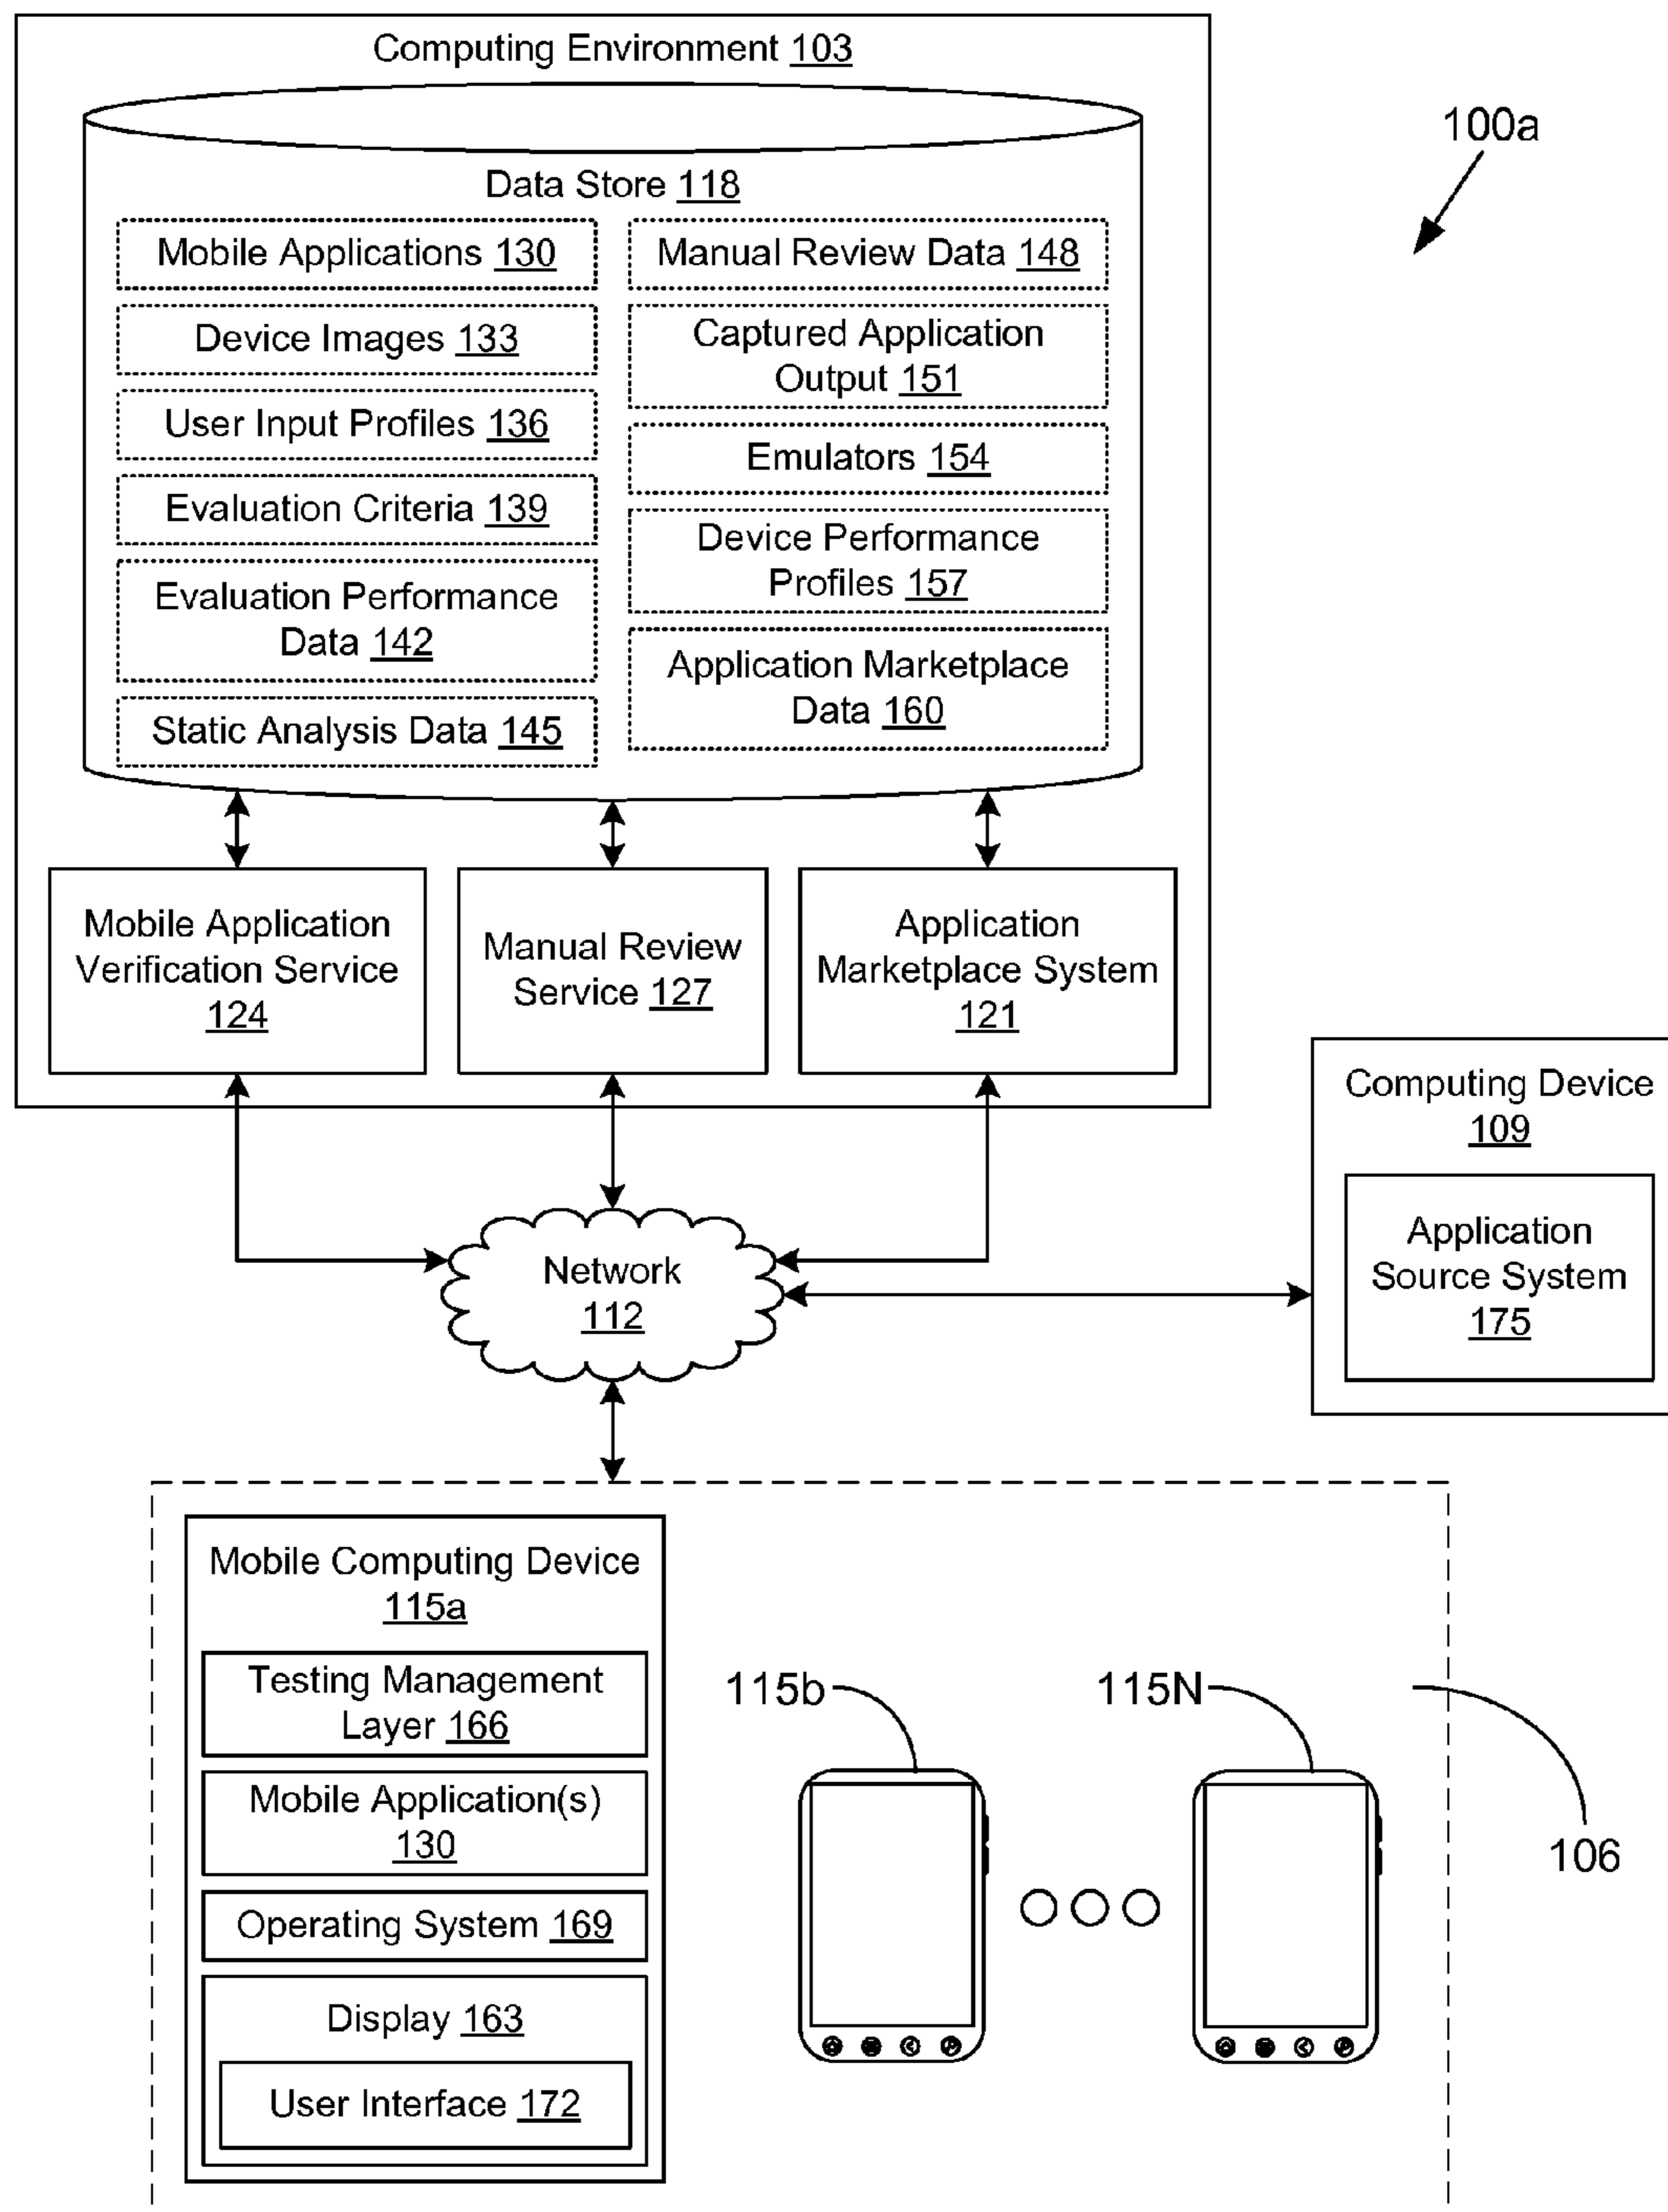 Computing Environment 103
100a
Data Store 118
Mobile Applications 130
Device Images 133
User Input Profiles 136
Evaluation Criteria 139
Evaluation Performance
Data 142
Static Analysis Data 145
Manual Review Data 148
Captured Application
Output 151
Emulators 154
Device Performance
Profiles 157
Application Marketplace
Data 160
Mobile Application
Verification Service
124
Manual Review
Service 127
Application
Marketplace System
121
Computing Device
109
Application
Source System
175
Network
112
Mobile Computing Device
115a
Testing Management
Layer 166
Mobile Application(s)
130
Operating System 169
Display 163
User Interface 172
115b
115N
106